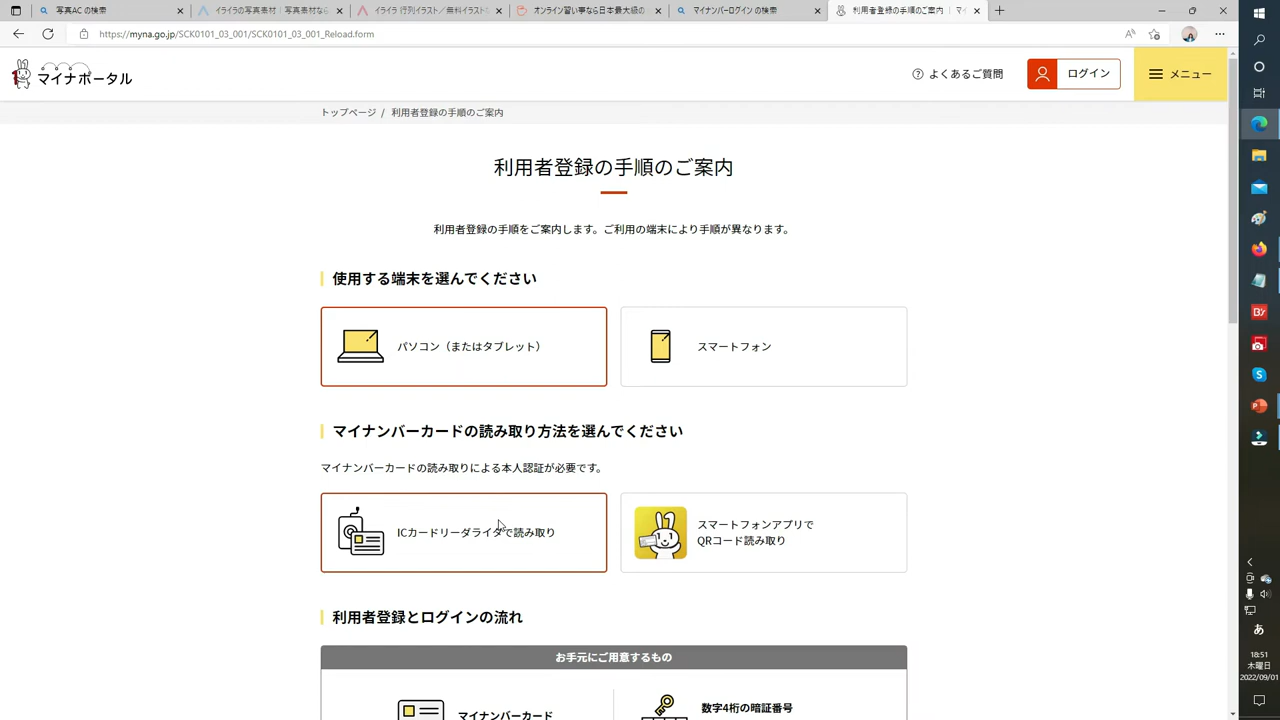 写真AC の検索
イライラの写真素材｜写真素材なら
イライラ 行列イラスト／無料イラスト
オンライン習い事なら日本最大級の
マイナンバーログイン の検索
利用者登録の手順のご案内 ｜ マイ
https://myna.go.jp/SCK0101_03_001/SCK0101_03_001_Reload.form
マイナポータル
よくあるご質問
ログイン
メニュー
トップページ / 利用者登録の手順のご案内
利用者登録の手順のご案内
利用者登録の手順をご案内します。ご利用の端末により手順が異なります。
使用する端末を選んでください
パソコン（またはタブレット）
スマートフォン
マイナンバーカードの読み取り方法を選んでください
マイナンバーカードの読み取りによる本人認証が必要です。
ICカードリーダライタで読み取り
スマートフォンアプリで
QRコード読み取り
利用者登録とログインの流れ
お手元にご用意するもの
マイナンバーカード
数字4桁の暗証番号
あ
18:51
木曜日
2022/09/01